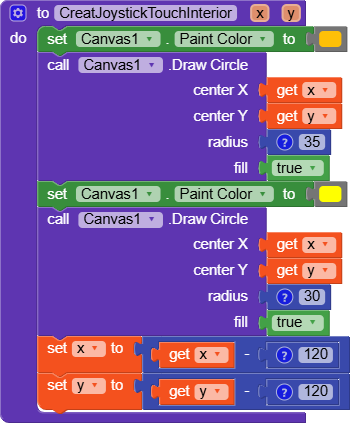 to CreatJoystickTouchInterior x y
do set Canvas1 . Paint Color to
call Canvas1 .Draw Circle
center X get x
center Y get y
radius ? 35
fill true
set Canvas1 . Paint Color to
call Canvas1 .Draw Circle
center X get x
center Y get y
radius ? 30
fill true
set x to get x - ? 120
set y to get y - ? 120